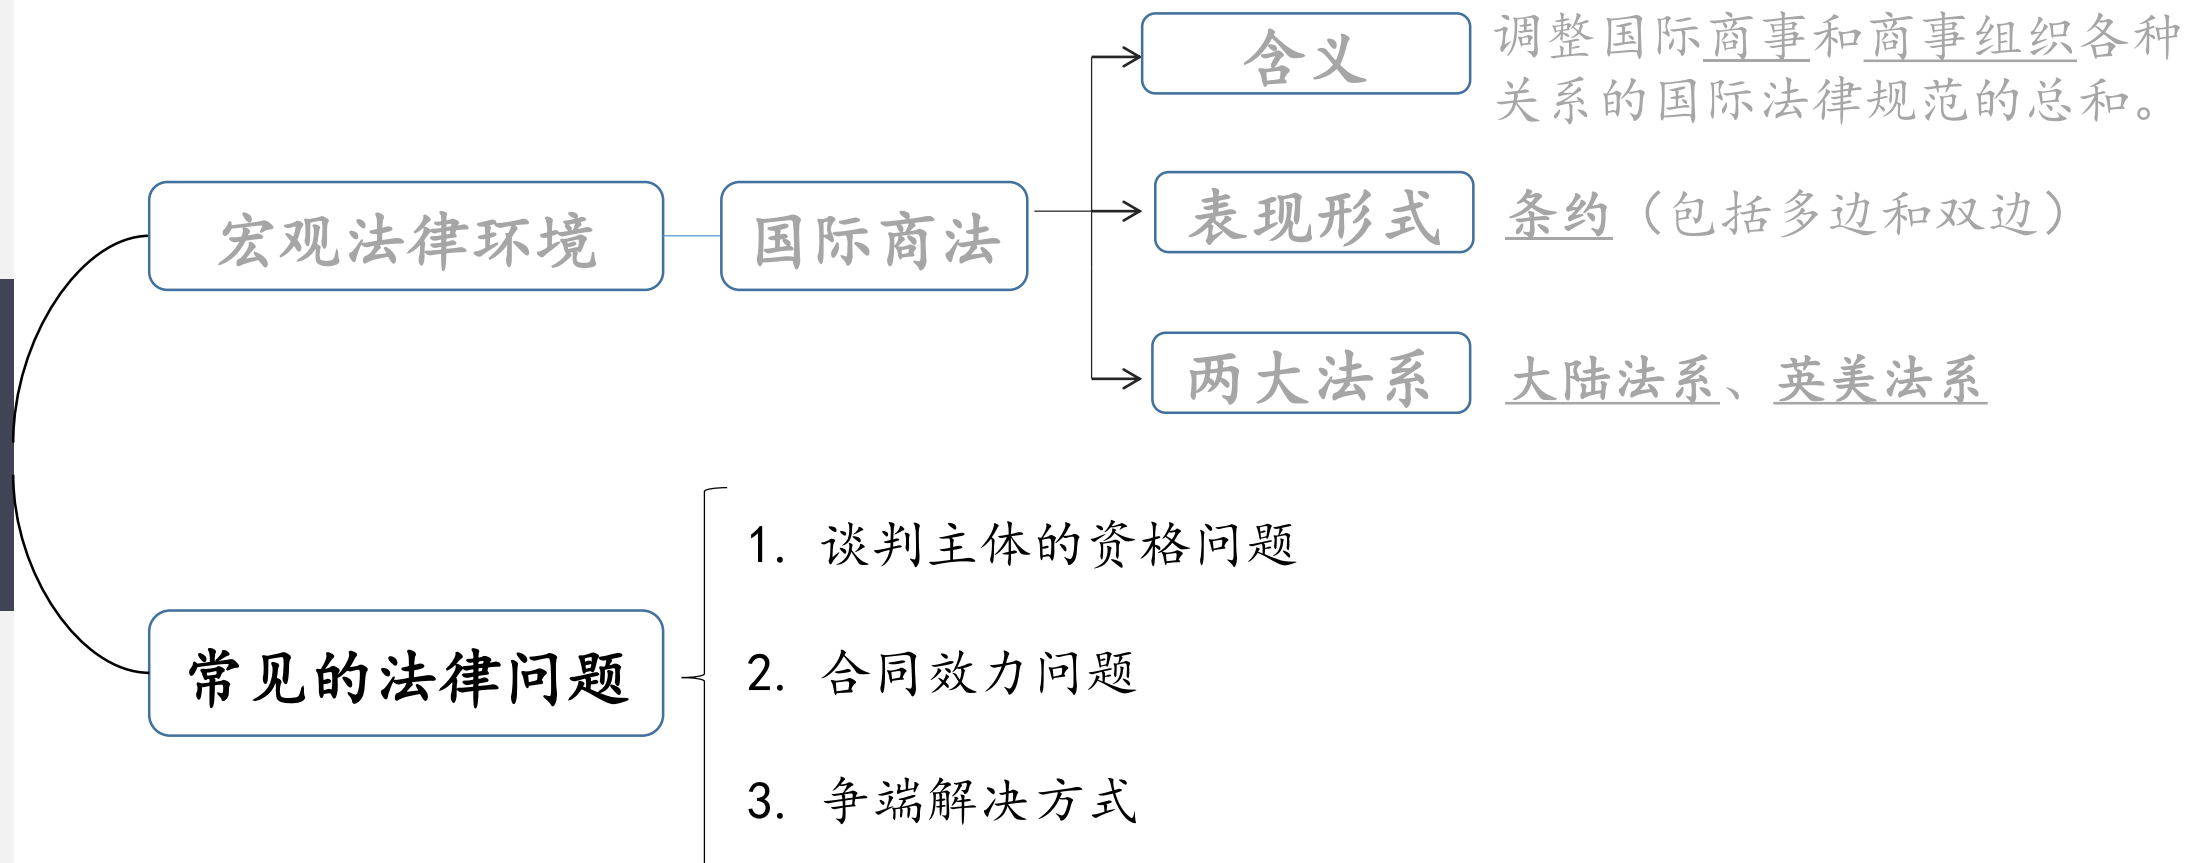 含义
调整国际商事和商事组织各种
关系的国际法律规范的总和。
宏观法律环境
国际商法
表现形式
条约（包括多边和双边）
两大法系
大陆法系、英美法系
常见的法律问题
1. 谈判主体的资格问题
2. 合同效力问题
3. 争端解决方式